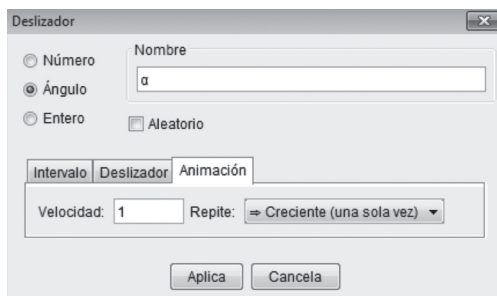 Deslizador
Nombre
Número
α
Ángulo
Entero
Aleatorio
Intervalo Deslizador Animación
Velocidad: 1 Repite: ⇒ Creciente (una sola vez)
Aplica Cancela